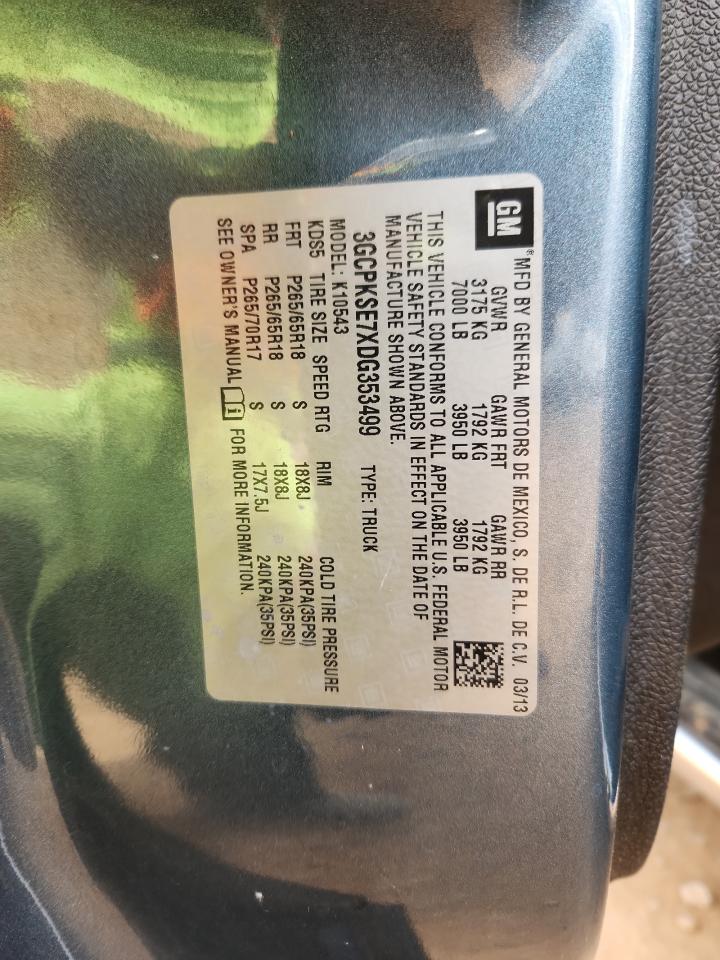 GM
® MFD BY GENERAL MOTORS DE MEXICO, S. DE R.L. DE C.V. 03/13
GVWR GAWR FRT GAWR RR
3175 KG 1792 KG 1792 KG
7000 LB 3950 LB 3950 LB
THIS VEHICLE CONFORMS TO ALL APPLICABLE U.S. FEDERAL MOTOR
VEHICLE SAFETY STANDARDS IN EFFECT ON THE DATE OF
MANUFACTURE SHOWN ABOVE.
3GCPKSE7XDG353499 TYPE: TRUCK
MODEL: K10543
KDS5 TIRE SIZE SPEED RTG RIM COLD TIRE PRESSURE
FRT P265/65R18 S 18X8J 240KPA(35PSI)
RR P265/65R18 S 18X8J 240KPA(35PSI)
SPA P265/70R17 S 17X7.5J 240KPA(35PSI)
SEE OWNER'S MANUAL FOR MORE INFORMATION.